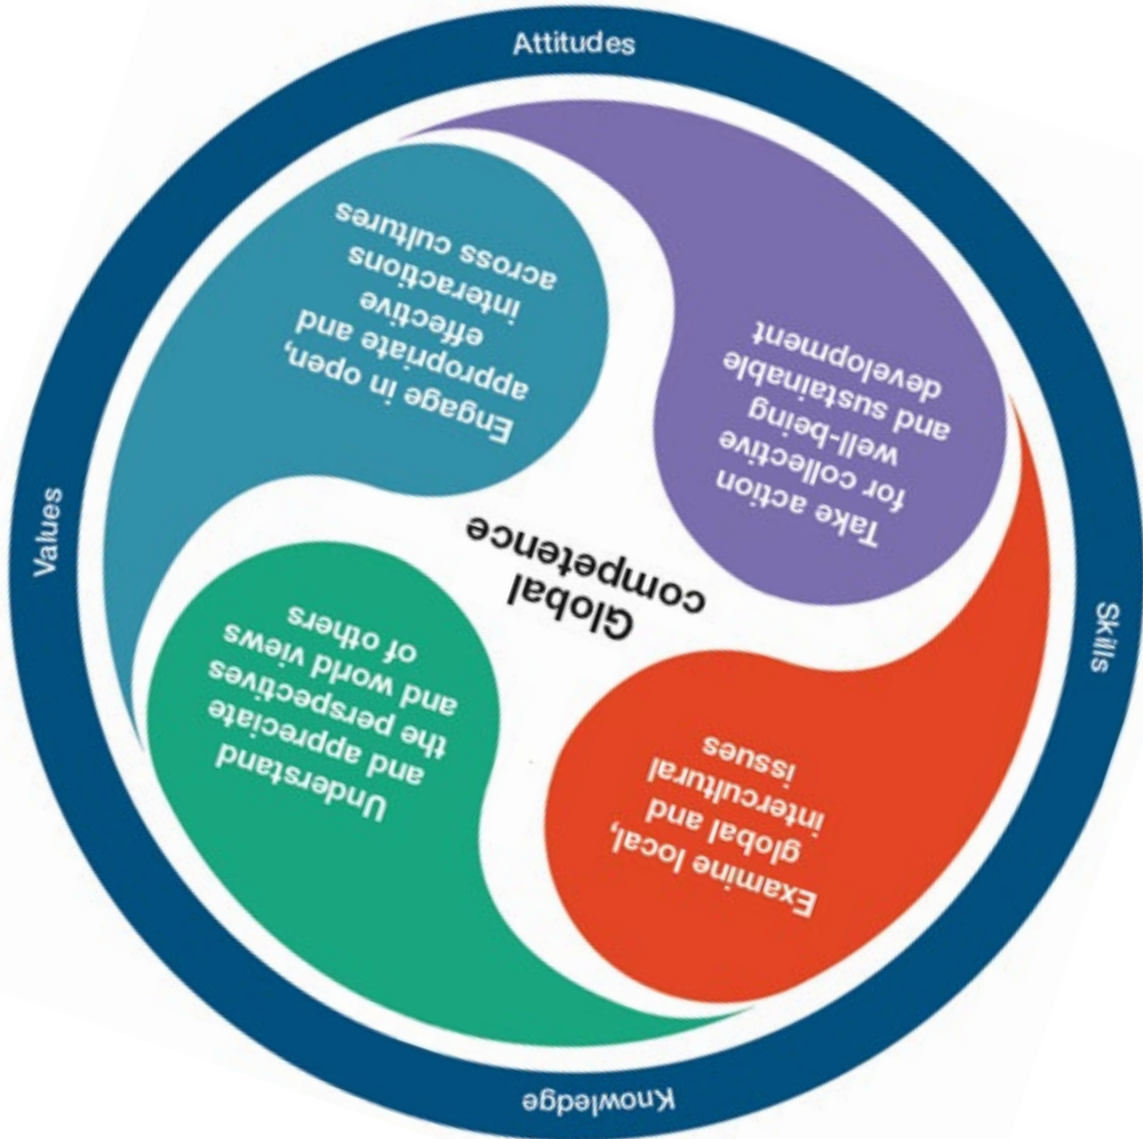 Knowledge
Examine local,
global and
intercultural
issues
Understand
and appreciate
the perspectives
and world views
of others
Global
competence
Take action
for collective
well-being
and sustainable
development
Engage in open,
appropriate and
effective
interactions
across cultures
Skills
Values
Attitudes